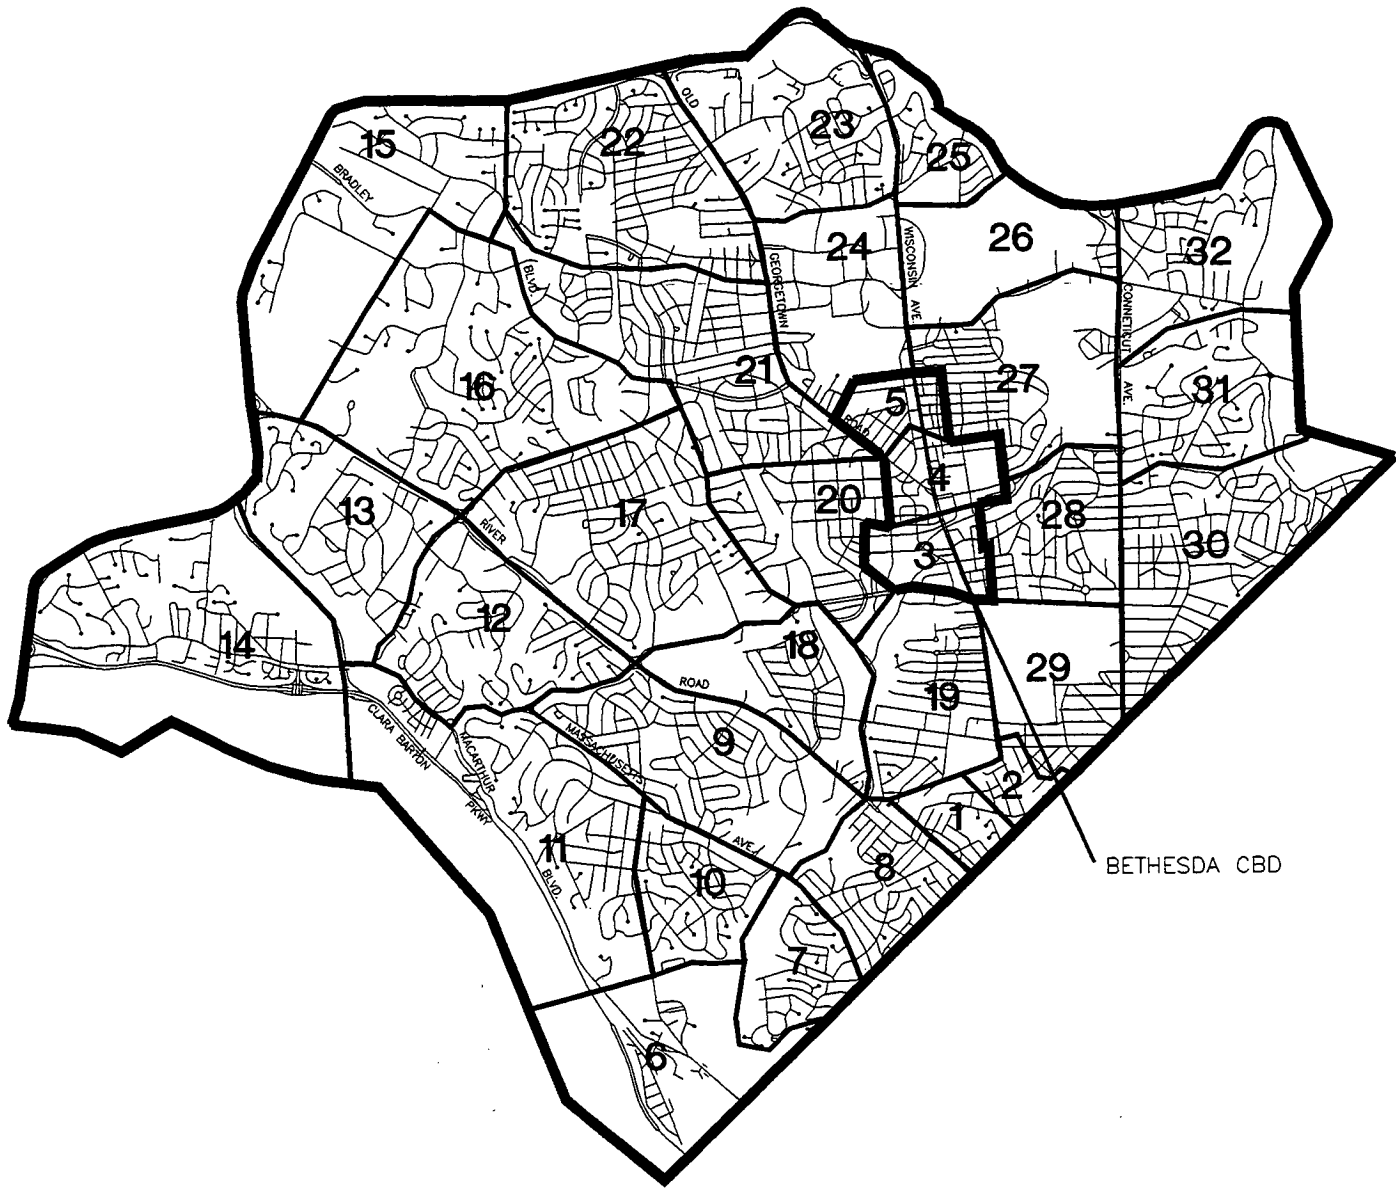 OLD
23
15
22
25
BRADLEY
WISCONSIN
26
24
32
BLVD.
GEORGETOWN
AVE.
CONNETICUT
21
27
16
AVE.
31
5
ROAD
4
13
17
20
28
RIVER
3
30
12
14
18
29
ROAD
19
CLARA BARTON
MACARTHUR
MASSACHUSETS
9
2
PKWY
1
11
AVE.
8
BETHESDA CBD
BLVD.
10
7
6